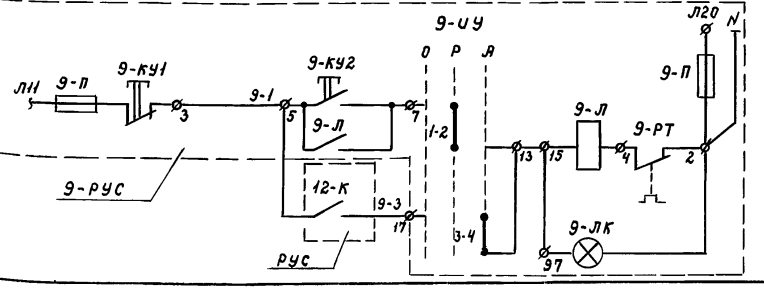 Л20 N
9-ИУ
О Р А
9-КУ1 9-КУ2
9-П 9-П
Л11 9-1
3 5 7
9-Л 1-2 9-Л 9-РТ
13 15 4 2
9-РУС
12-К 9-3
17 3-4 9-ЛК
РУС 97